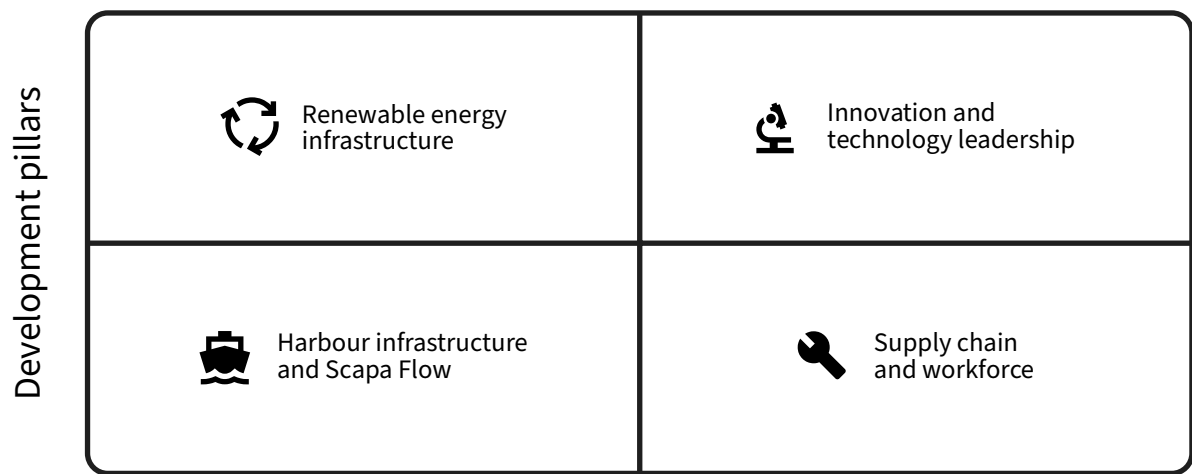 Development pillars
Renewable energy
infrastructure
Innovation and
technology leadership
Harbour infrastructure
and Scapa Flow
Supply chain
and workforce